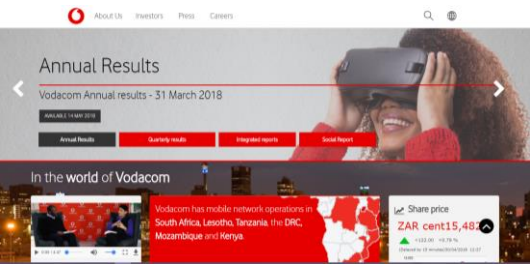 About Us Investors Press Careers
Annual Results
Vodacom Annual results - 31 March 2018
AVAILABLE 14 MAY 2018
Annual Results Quarterly results Integrated reports Social Report
In the world of Vodacom
Vodacom has mobile network operations in
South Africa, Lesotho, Tanzania, the DRC,
Mozambique and Kenya.
Share price
ZAR cent15,482